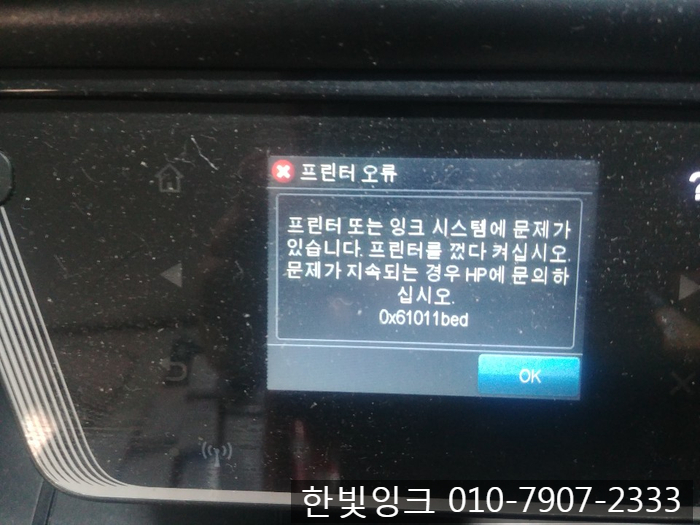 프린터 오류
프린터 또는 잉크 시스템에 문제가
있습니다. 프린터를 껐다 켜십시오.
문제가 지속되는 경우 HP에 문의하
십시오.
0x61011bed
OK
한빛잉크 010-7907-2333